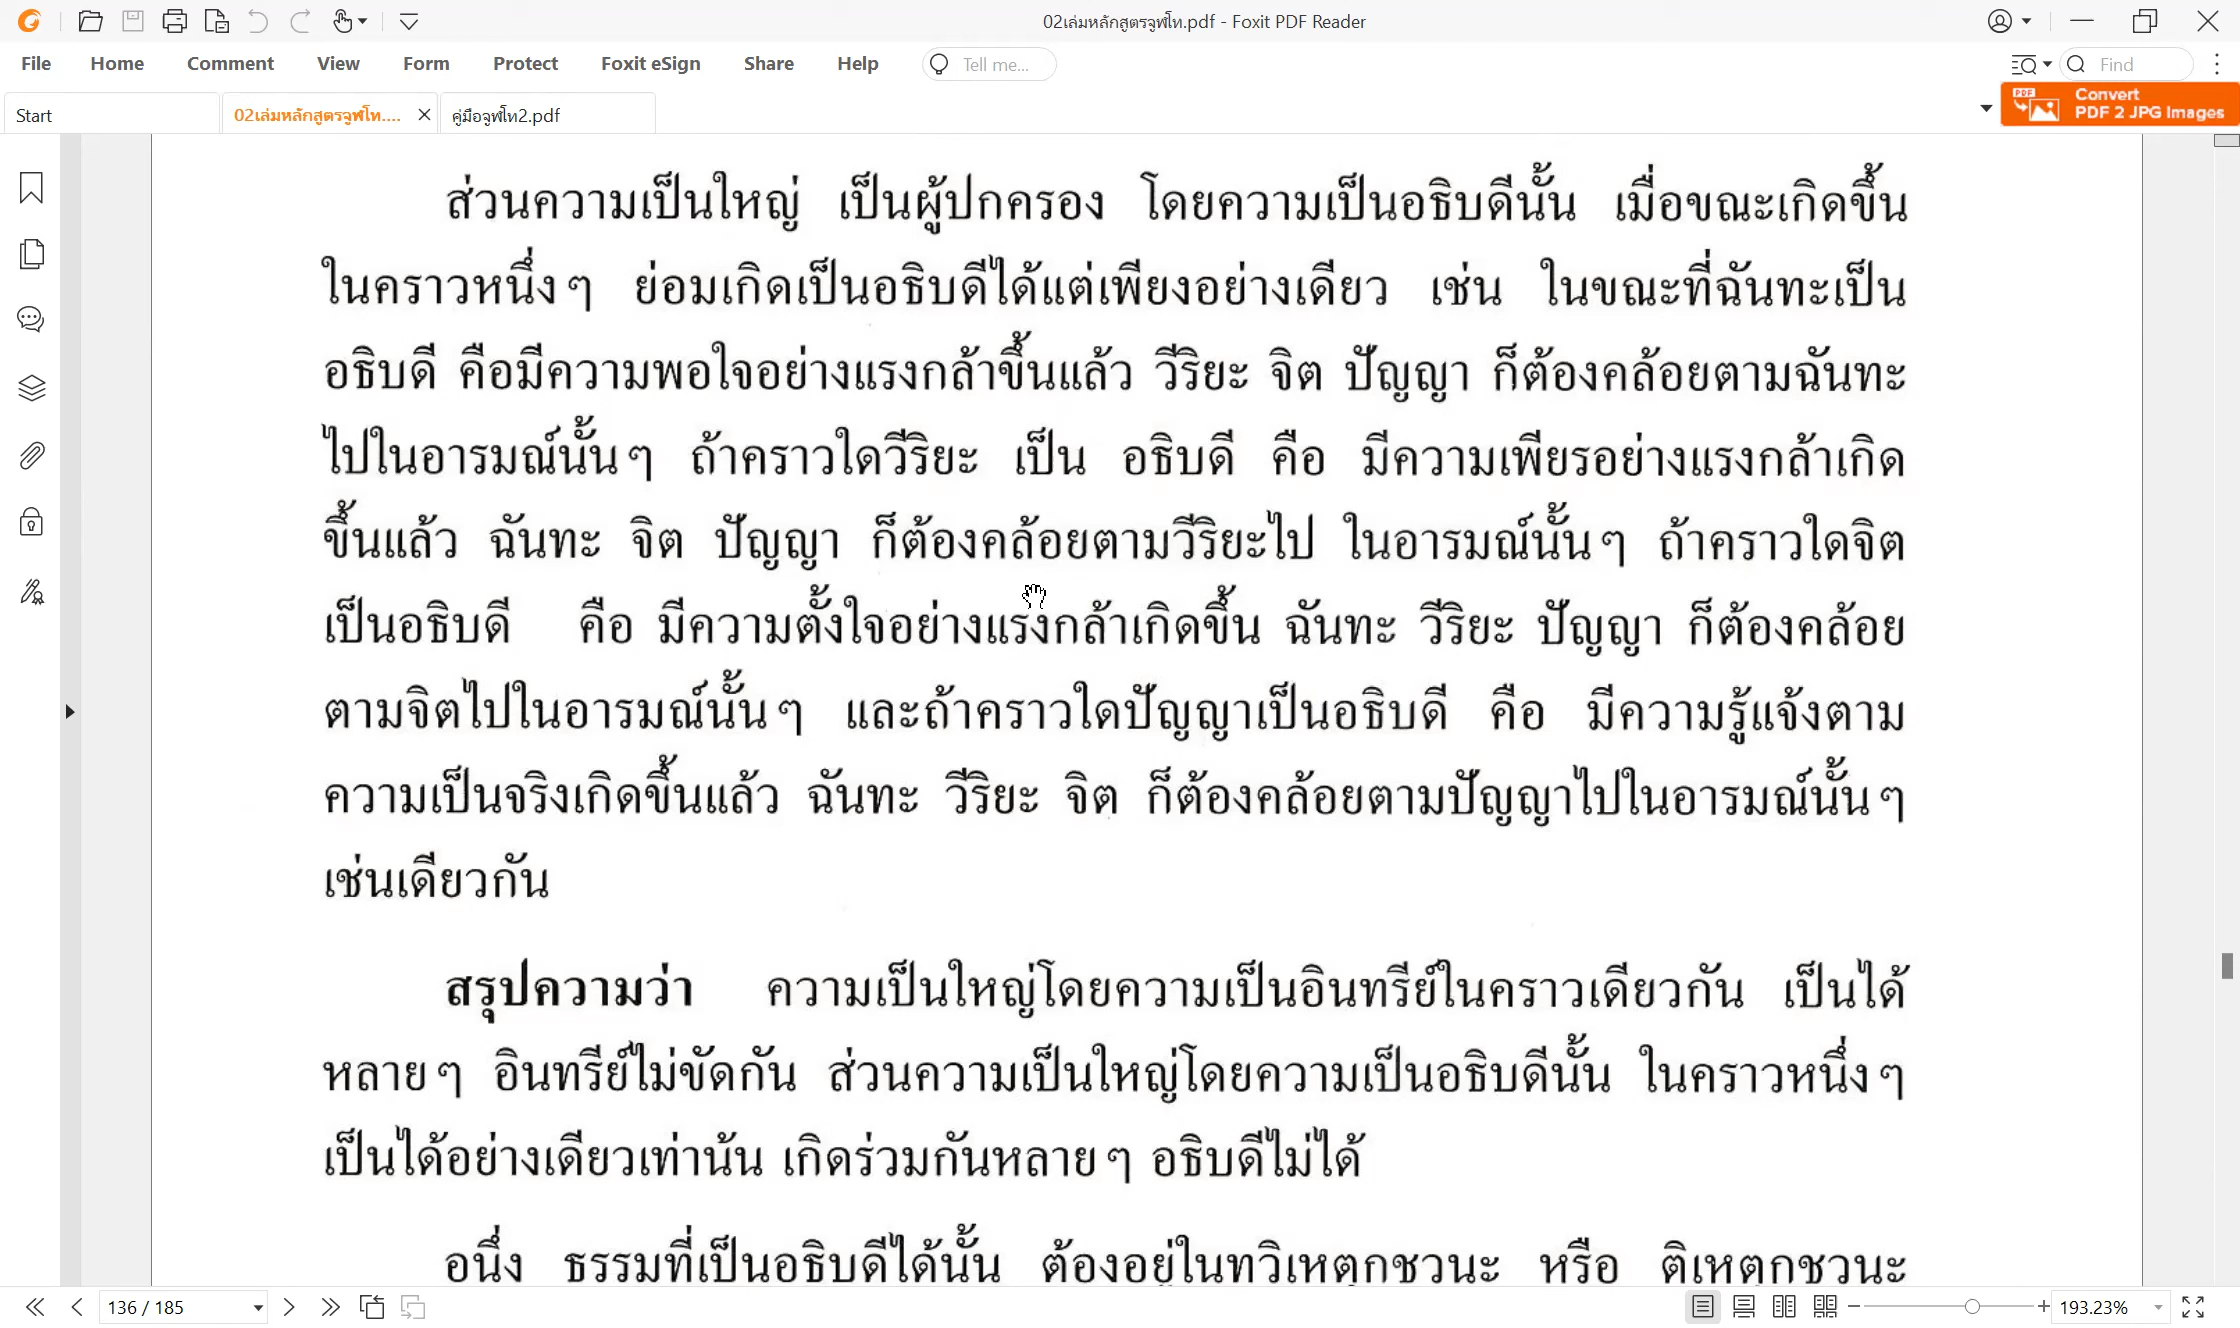 02เล่มหลักสูตรจูฬโท.pdf - Foxit PDF Reader
File Home Comment View Form Protect Foxit eSign Share Help Tell me... Find
Start 02เล่มหลักสูตรจูฬโท.... คู่มือจูฬโท2.pdf
PDF Convert
PDF 2 JPG Images
ส่วนความเป็นใหญ่ เป็นผู้ปกครอง โดยความเป็นอธิบดีนั้น เมื่อขณะเกิดขึ้น
ในคราวหนึ่งๆ ย่อมเกิดเป็นอธิบดีได้แต่เพียงอย่างเดียว เช่น ในขณะที่ฉันทะเป็น
อธิบดี คือมีความพอใจอย่างแรงกล้าขึ้นแล้ว วีริยะ จิต ปัญญา ก็ต้องคล้อยตามฉันทะ
ไปในอารมณ์นั้นๆ ถ้าคราวใดวีริยะ เป็น อธิบดี คือ มีความเพียรอย่างแรงกล้าเกิด
ขึ้นแล้ว ฉันทะ จิต ปัญญา ก็ต้องคล้อยตามวีริยะไป ในอารมณ์นั้นๆ ถ้าคราวใดจิต
เป็นอธิบดี คือ มีความตั้งใจอย่างแรงกล้าเกิดขึ้น ฉันทะ วีริยะ ปัญญา ก็ต้องคล้อย
ตามจิตไปในอารมณ์นั้นๆ และถ้าคราวใดปัญญาเป็นอธิบดี คือ มีความรู้แจ้งตาม
ความเป็นจริงเกิดขึ้นแล้ว ฉันทะ วีริยะ จิต ก็ต้องคล้อยตามปัญญาไปในอารมณ์นั้นๆ
เช่นเดียวกัน
สรุปความว่า ความเป็นใหญ่โดยความเป็นอินทรีย์ในคราวเดียวกัน เป็นได้
หลายๆ อินทรีย์ไม่ขัดกัน ส่วนความเป็นใหญ่โดยความเป็นอธิบดีนั้น ในคราวหนึ่งๆ
เป็นได้อย่างเดียวเท่านั้น เกิดร่วมกันหลายๆ อธิบดีไม่ได้
อนึ่ง ธรรมที่เป็นอธิบดีได้นั้น ต้องอยู่ในทวิเหตุกชวนะ หรือ ติเหตุกชวนะ
136 / 185 193.23%